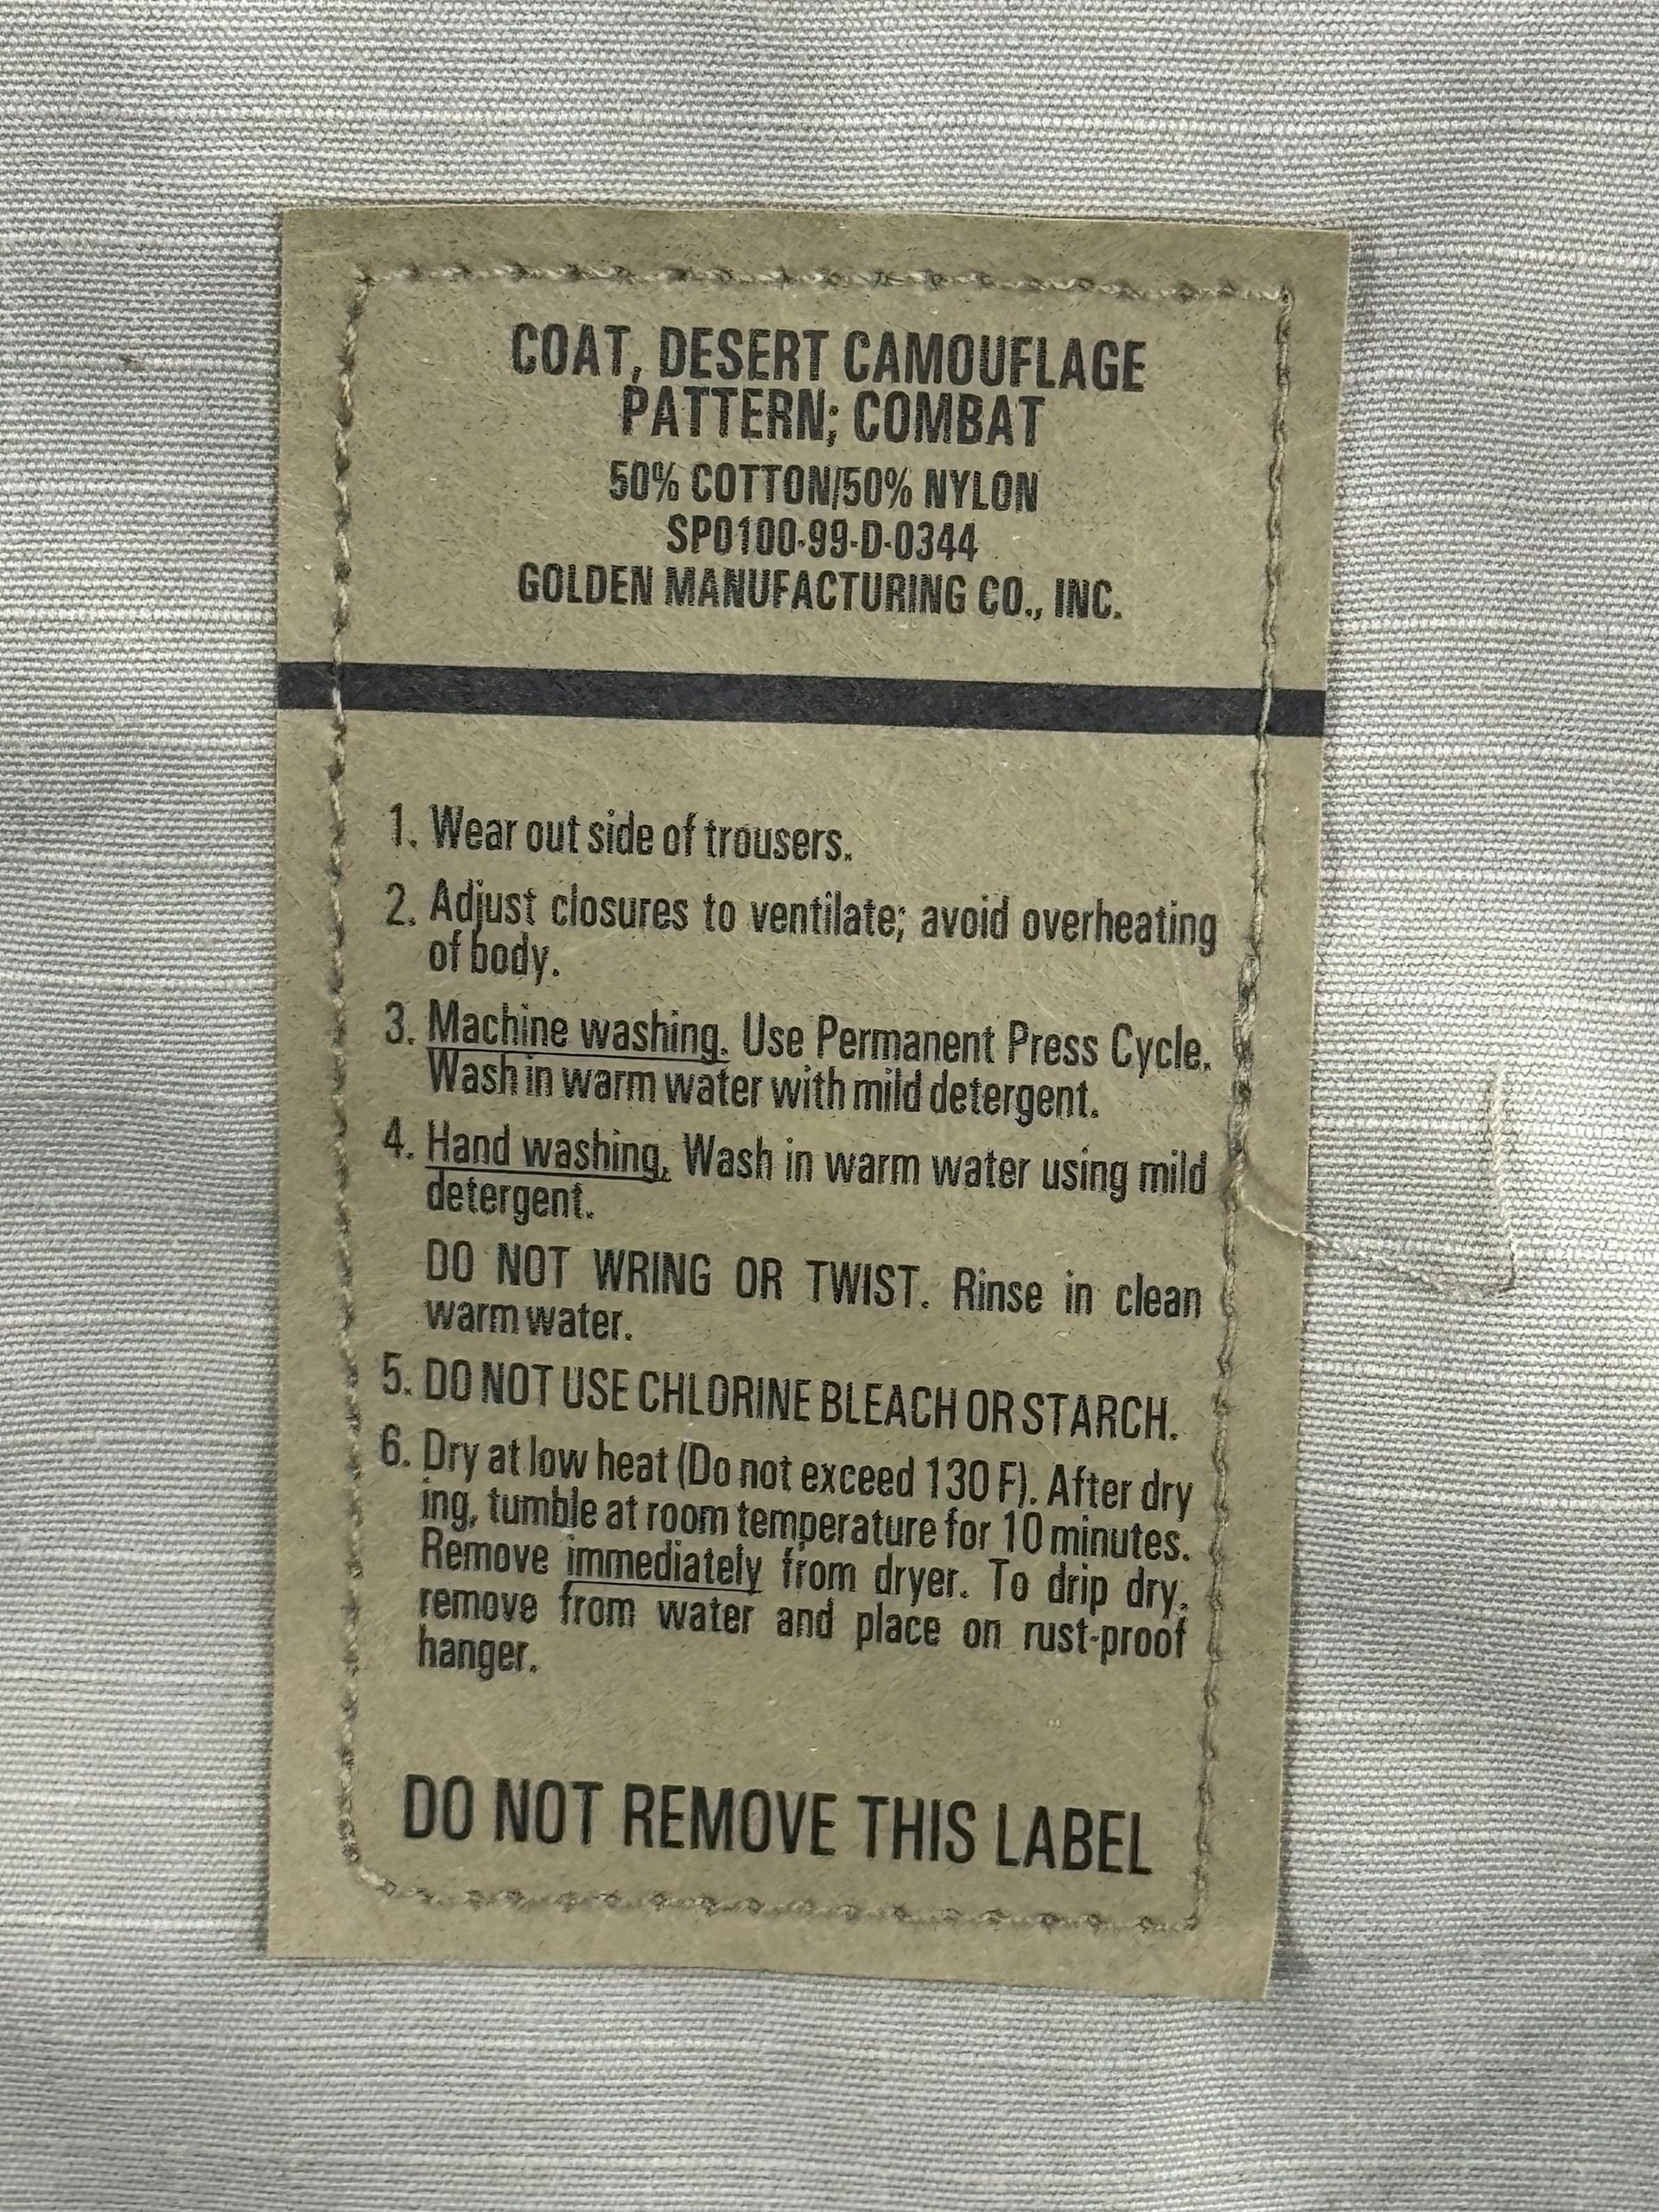 COAT, DESERT CAMOUFLAGE
PATTERN; COMBAT
50% COTTON/50% NYLON
SP0100-99-D-0344
GOLDEN MANUFACTURING CO., INC.
1. Wear out side of trousers.
2. Adjust closures to ventilate; avoid overheating
of body.
3. Machine washing. Use Permanent Press Cycle.
Wash in warm water with mild detergent.
4. Hand washing. Wash in warm water using mild
detergent.
DO NOT WRING OR TWIST. Rinse in clean
warm water.
5. DO NOT USE CHLORINE BLEACH OR STARCH.
6. Dry at low heat (Do not exceed 130 F). After dry
ing, tumble at room temperature for 10 minutes.
Remove immediately from dryer. To drip dry,
remove from water and place on rust-proof
hanger.
DO NOT REMOVE THIS LABEL